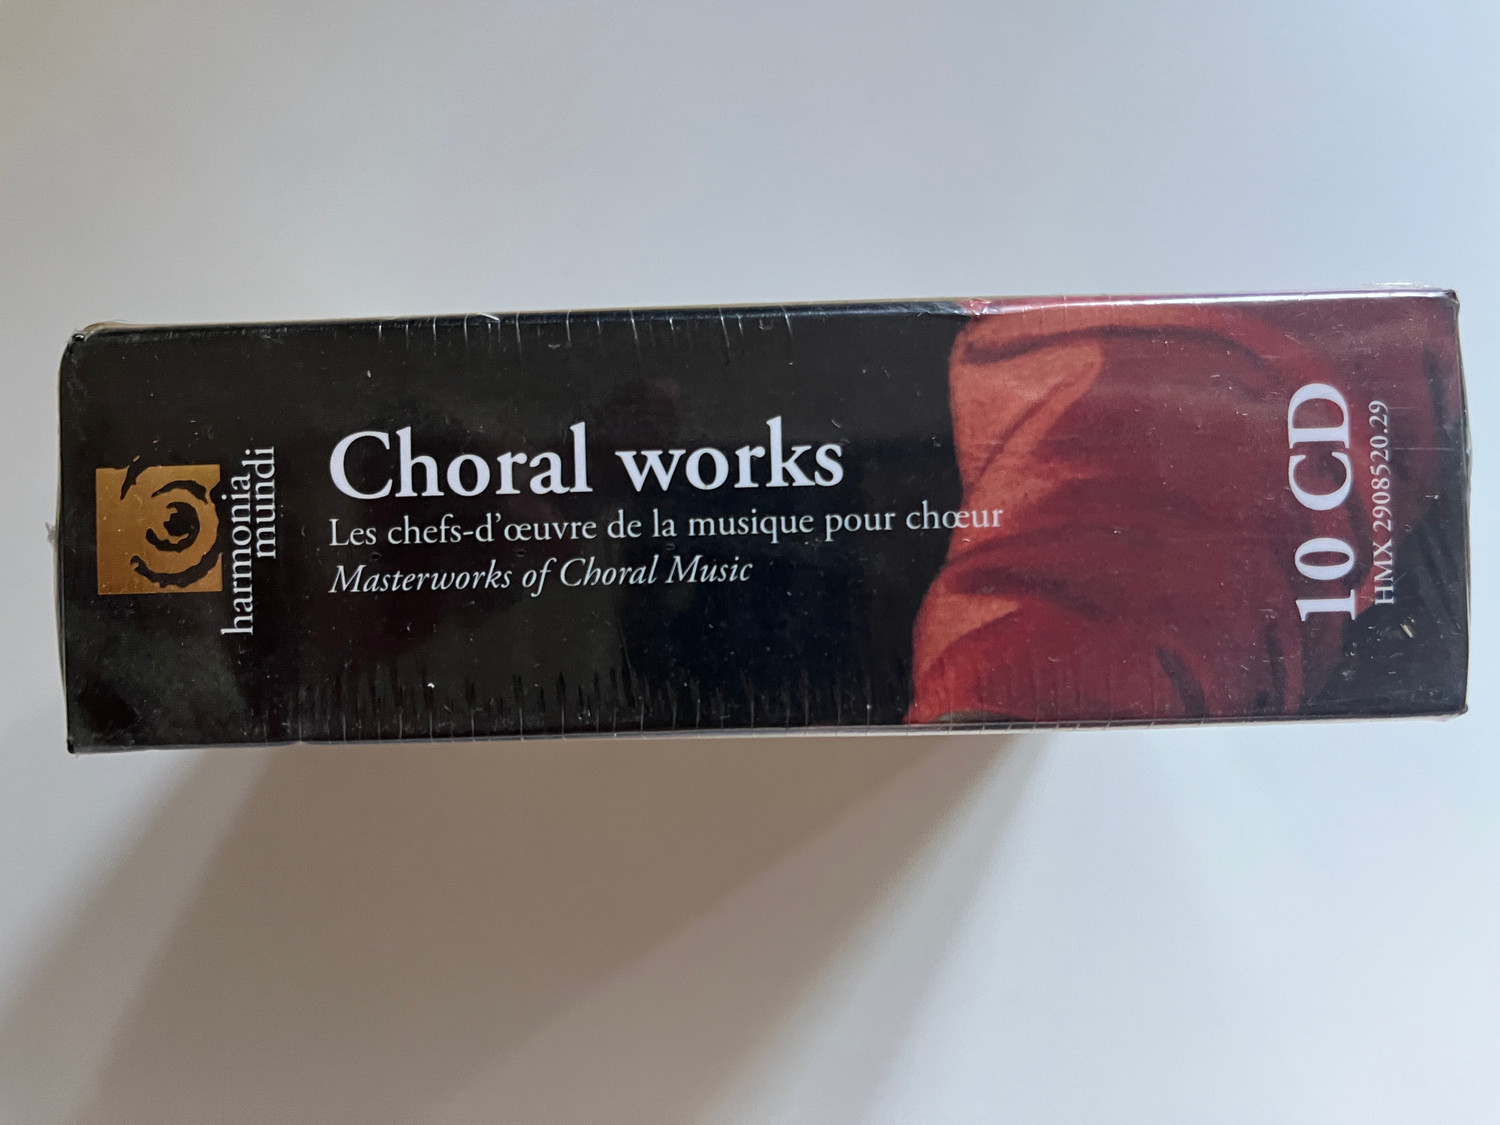 harmonia
mundi
Choral works
Les chefs-d’œuvre de la musique pour chœur
Masterworks of Choral Music
10 CD
HMX 2908520.29